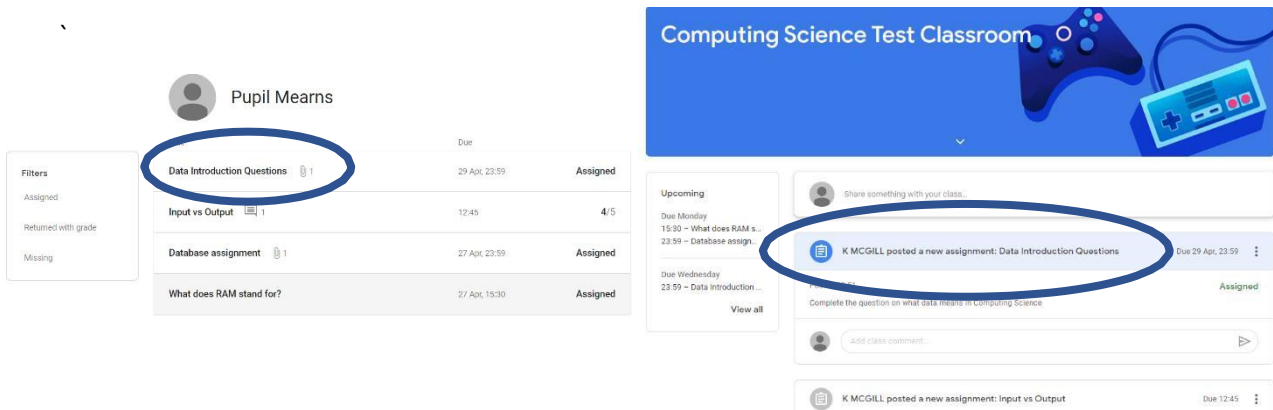 `
Pupil Mearns
Due
Filters
Assigned
Returned with grade
Missing
Data Introduction Questions 1 29 Apr, 23:59 Assigned
Input vs Output 1 12:45 4/5
Database assignment 1 27 Apr, 23:59 Assigned
What does RAM stand for? 27 Apr, 15:30 Assigned
Computing Science Test Classroom
Upcoming
Due Monday
15:30 – What does RAM s...
23:59 – Database assign...
Due Wednesday
23:59 – Data Introduction ...
View all
Share something with your class...
K MCGILL posted a new assignment: Data Introduction Questions Due 29 Apr, 23:59
Assigned
Complete the question on what data means in Computing Science
Add class comment...
K MCGILL posted a new assignment: Input vs Output Due 12:45